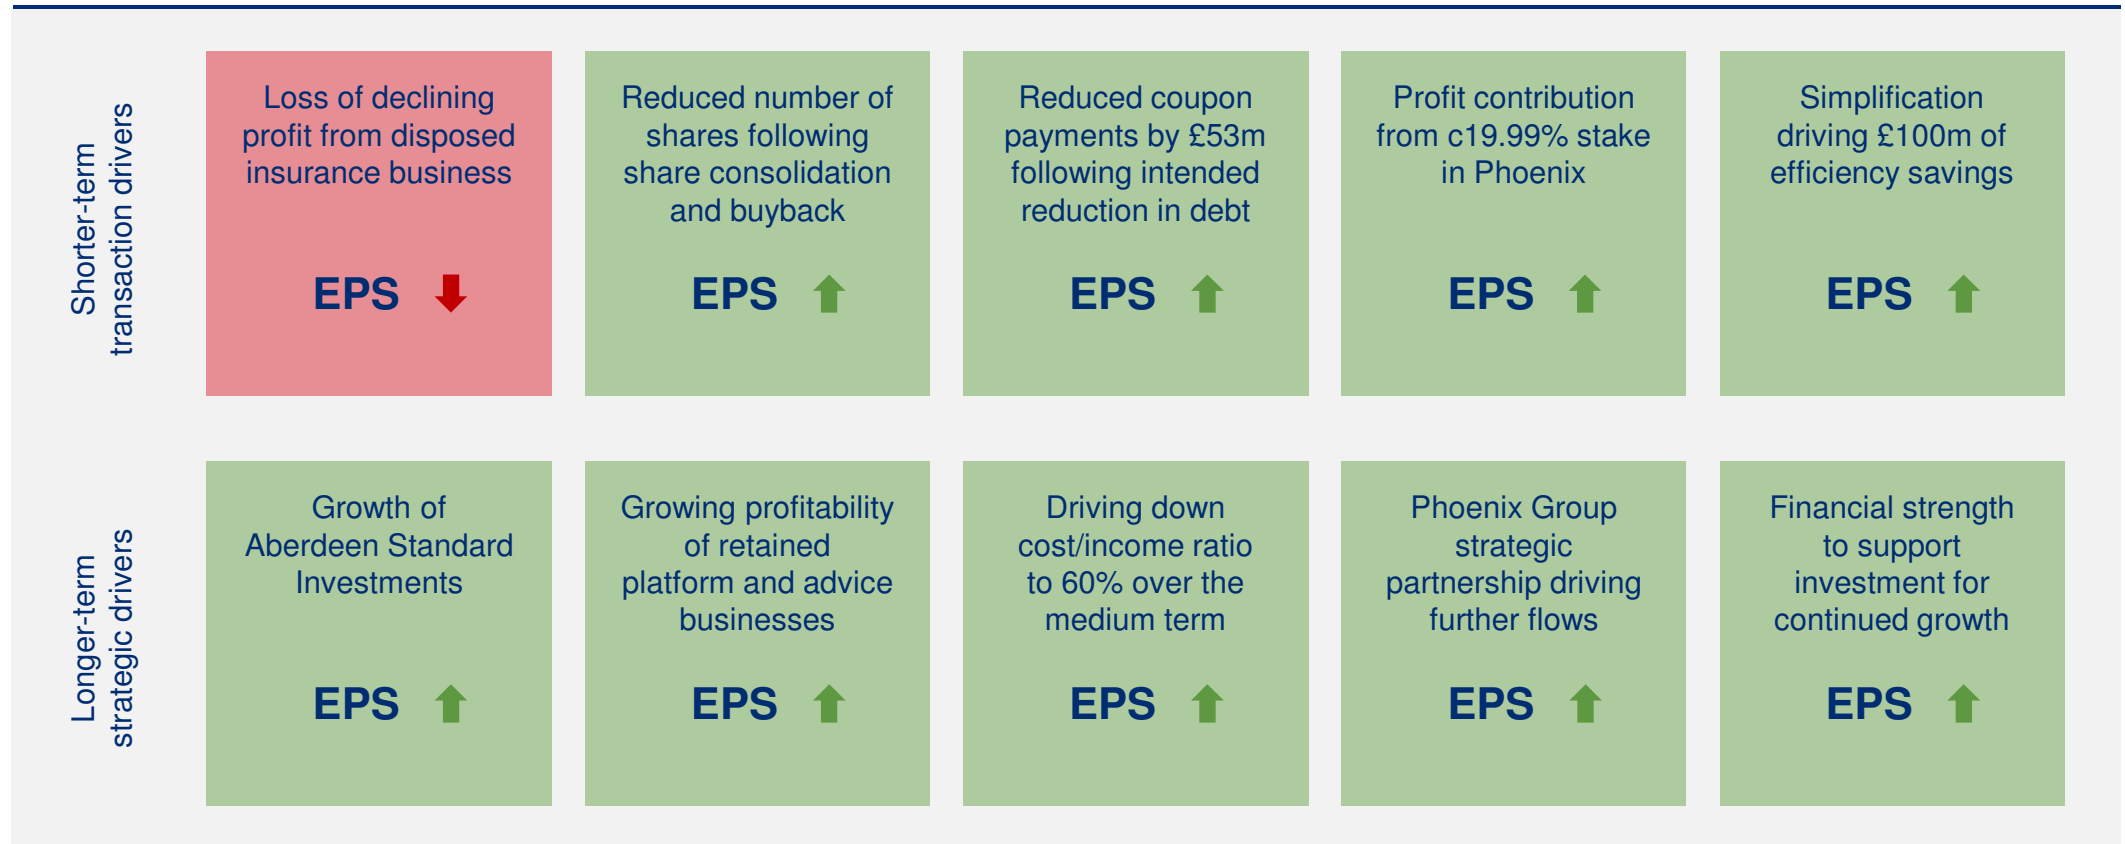 Shorter-term
transaction drivers
Loss of declining
profit from disposed
insurance business
EPS
Reduced number of
shares following
share consolidation
and buyback
EPS
Reduced coupon
payments by £53m
following intended
reduction in debt
EPS
Profit contribution
from c19.99% stake
in Phoenix
EPS
Simplification
driving £100m of
efficiency savings
EPS
Longer-term
strategic drivers
Growth of
Aberdeen Standard
Investments
EPS
Growing profitability
of retained
platform and advice
businesses
EPS
Driving down
cost/income ratio
to 60% over the
medium term
EPS
Phoenix Group
strategic
partnership driving
further flows
EPS
Financial strength
to support
investment for
continued growth
EPS